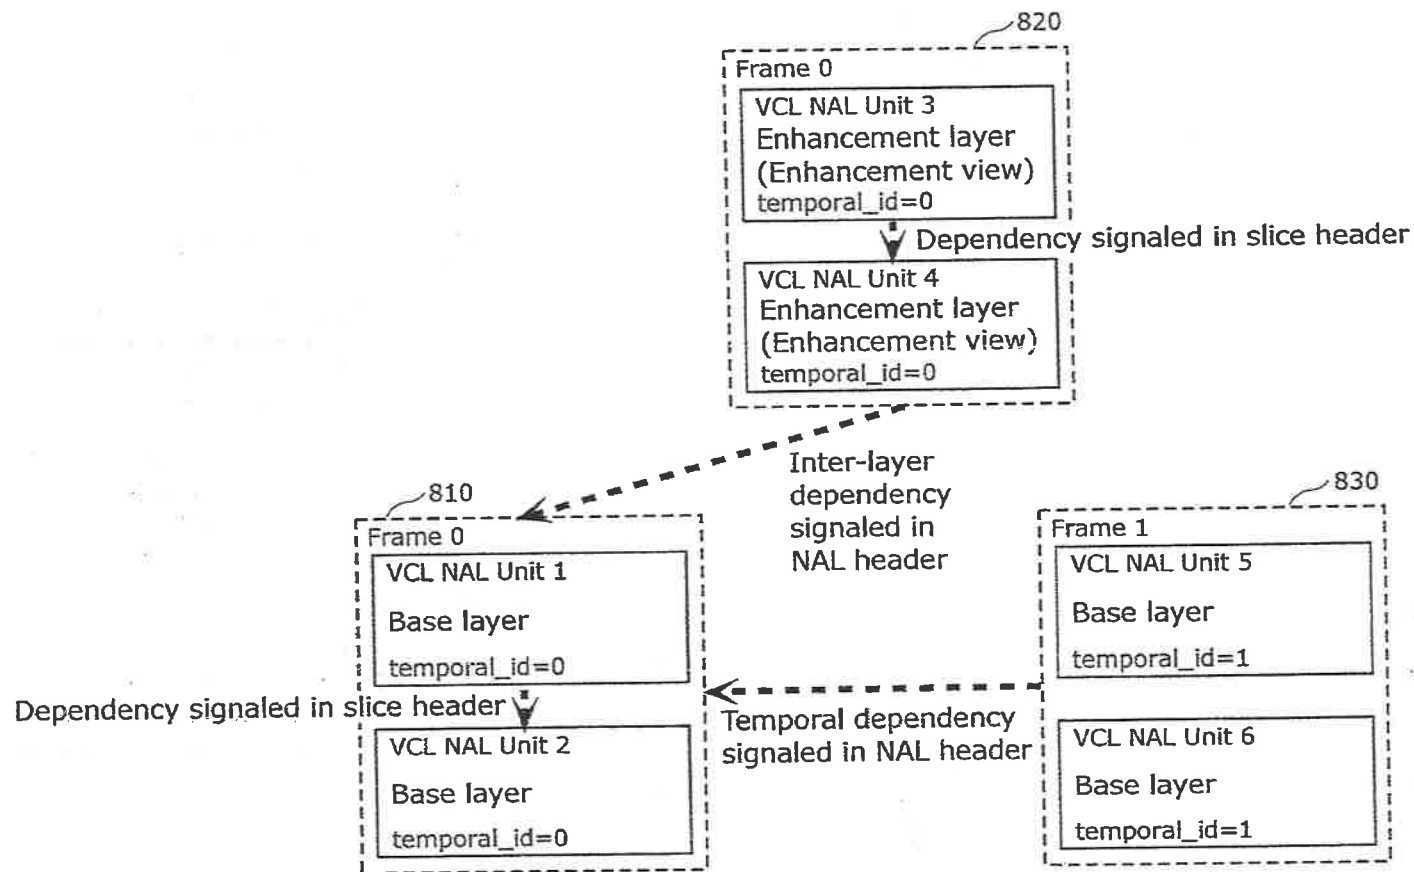 820
Frame 0
VCL NAL Unit 3
Enhancement layer
(Enhancement view)
temporal_id=0
Dependency signaled in slice header
VCL NAL Unit 4
Enhancement layer
(Enhancement view)
temporal_id=0
Inter-layer
dependency
signaled in
NAL header
810
Frame 0
VCL NAL Unit 1
Base layer
temporal_id=0
Dependency signaled in slice header
VCL NAL Unit 2
Base layer
temporal_id=0
Temporal dependency
signaled in NAL header
830
Frame 1
VCL NAL Unit 5
Base layer
temporal_id=1
VCL NAL Unit 6
Base layer
temporal_id=1